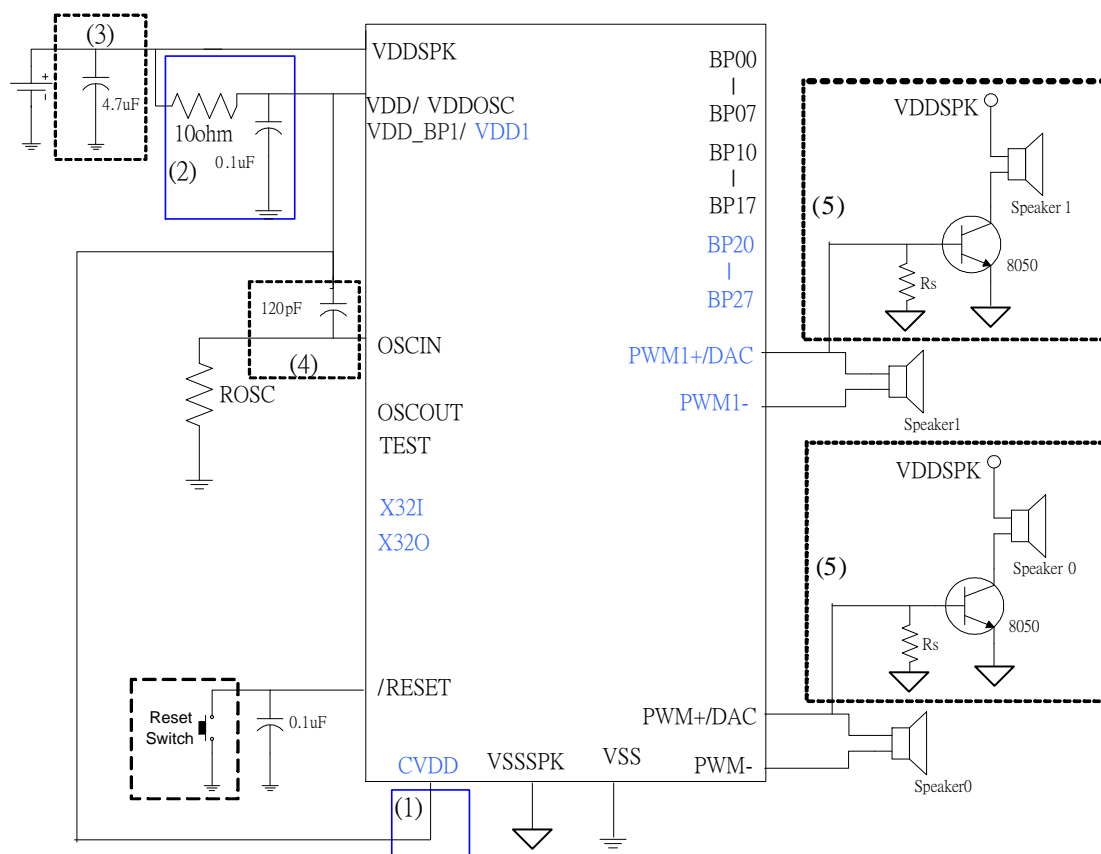 (3)
4.7uF
+
-
10ohm
0.1uF
(2)
VDDSPK
VDD/ VDDOSC
VDD_BP1/ VDD1
120pF
(4)
ROSC
OSCIN
OSCOUT
TEST
X32I
X32O
Reset
Switch
0.1uF
/RESET
CVDD
(1)
VSSSPK
VSS
BP00
BP07
BP10
BP17
BP20
BP27
PWM1+/DAC
PWM1-
PWM+/DAC
PWM-
VDDSPK
Speaker 1
(5)
8050
Rs
Speaker1
VDDSPK
Speaker 0
(5)
8050
Rs
Speaker0